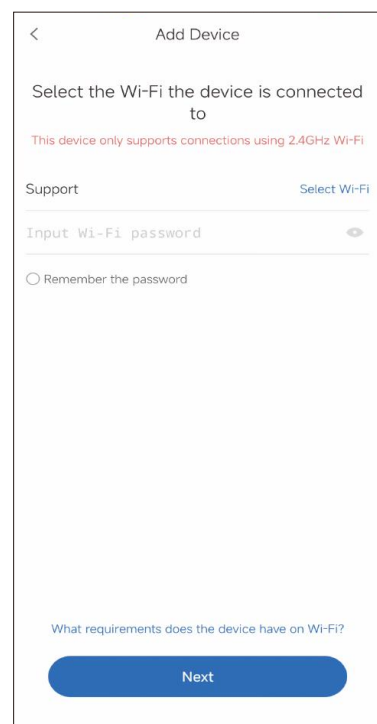 Add Device
Select the Wi-Fi the device is connected
to
This device only supports connections using 2.4GHz Wi-Fi
Support Select Wi-Fi
Input Wi-Fi password
Remember the password
What requirements does the device have on Wi-Fi?
Next